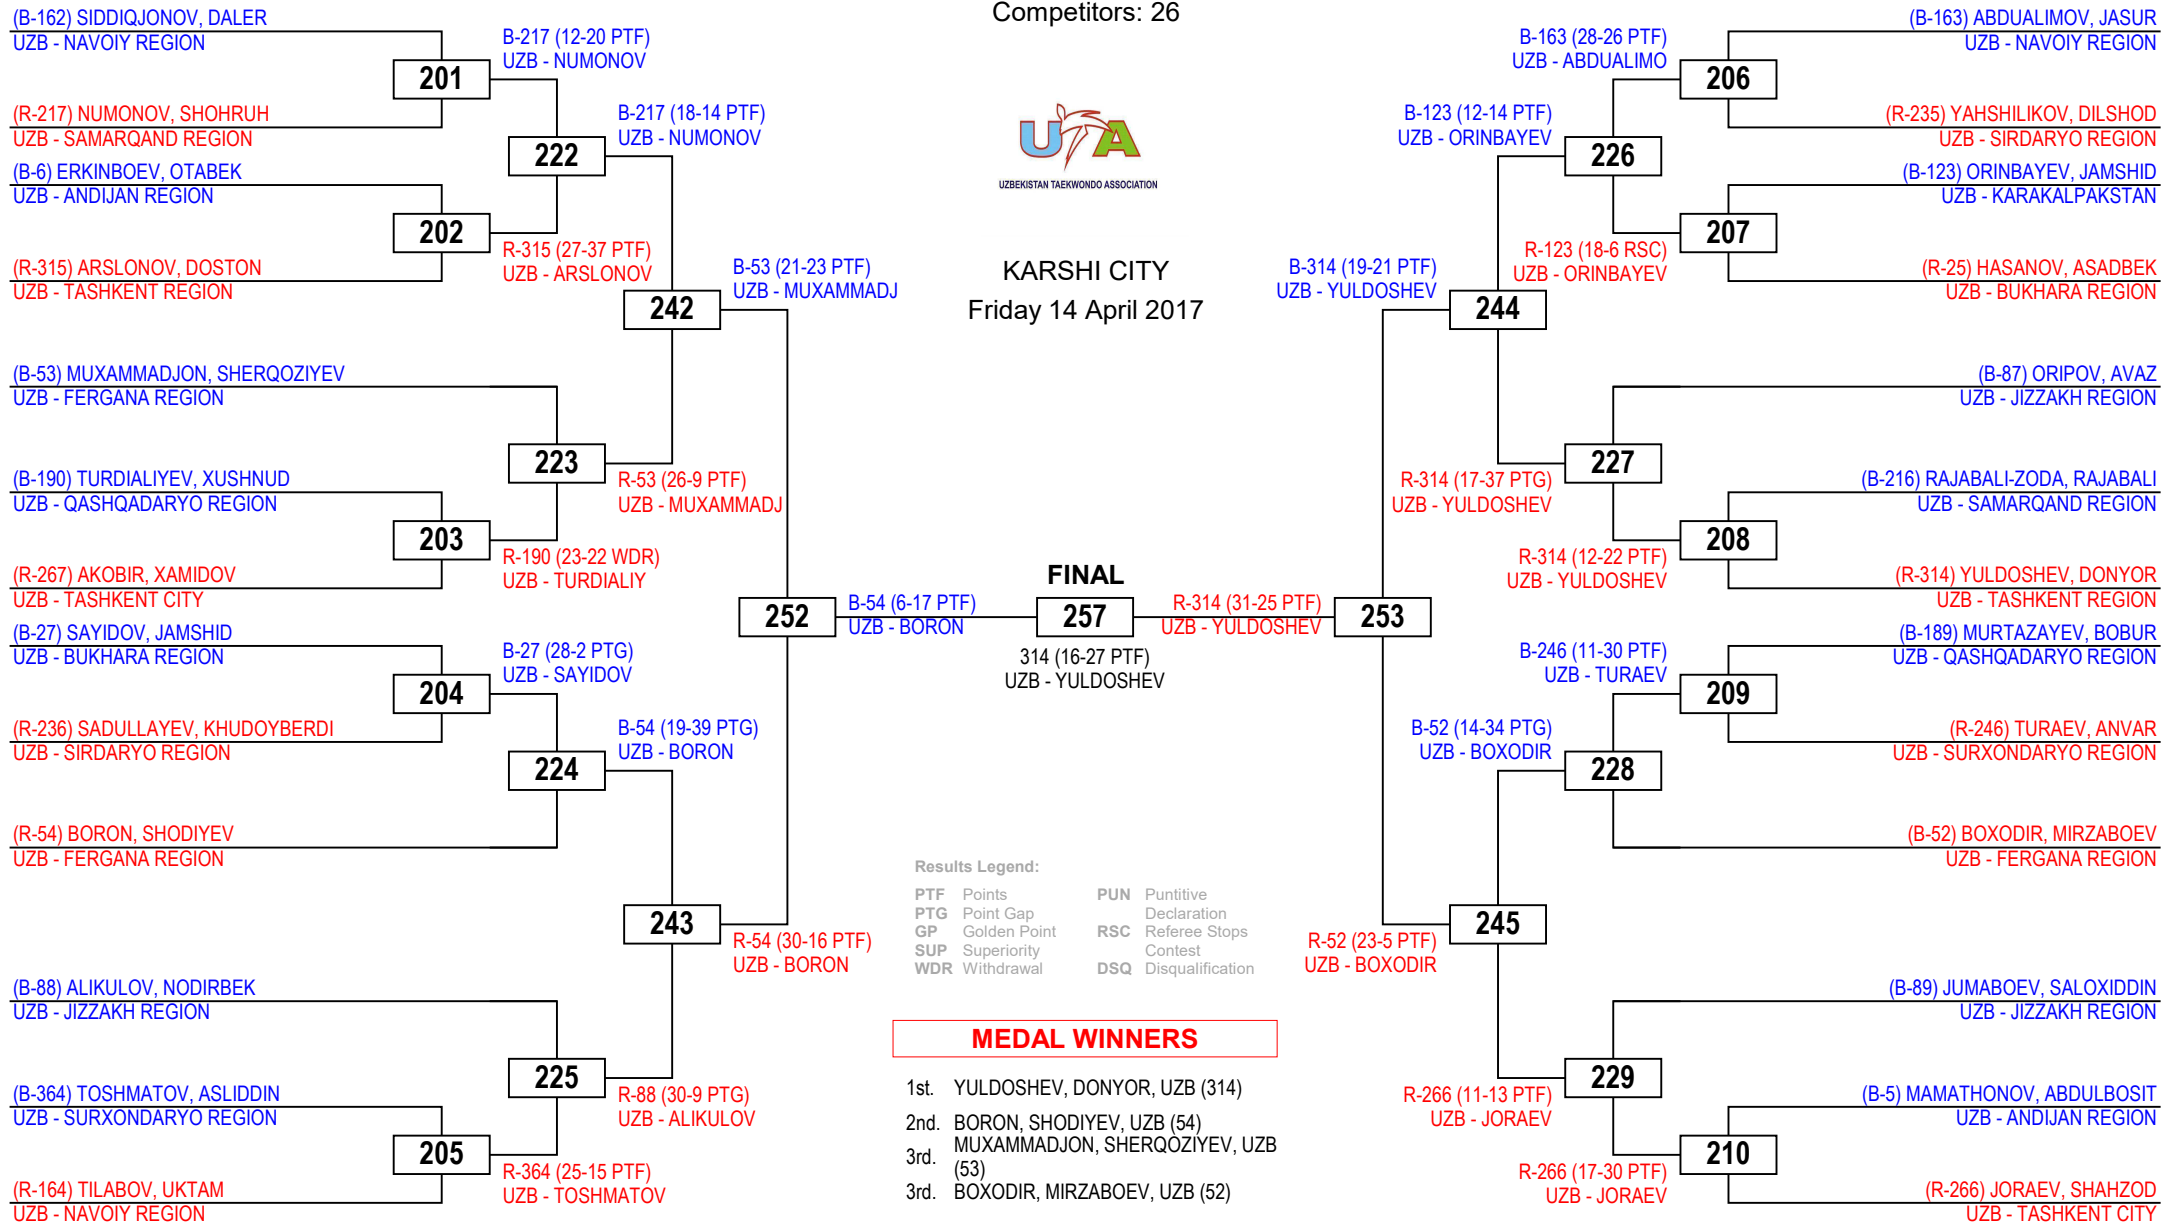 Competitors: 26
UZA
UZBEKISTAN TAEKWONDO ASSOCIATION
KARSHI CITY
Friday 14 April 2017
(B-162) SIDDIQJONOV, DALER
UZB - NAVOIY REGION
201
(R-217) NUMONOV, SHOHRUH
UZB - SAMARQAND REGION
(B-6) ERKINBOEV, OTABEK
UZB - ANDIJAN REGION
202
(R-315) ARSLONOV, DOSTON
UZB - TASHKENT REGION
(B-53) MUXAMMADJON, SHERQOZIYEV
UZB - FERGANA REGION
(B-190) TURDIALIYEV, XUSHNUD
UZB - QASHQADARYO REGION
203
(R-267) AKOBIR, XAMIDOV
UZB - TASHKENT CITY
(B-27) SAYIDOV, JAMSHID
UZB - BUKHARA REGION
204
(R-236) SADULLAYEV, KHUDOYBERDI
UZB - SIRDARYO REGION
(R-54) BORON, SHODIYEV
UZB - FERGANA REGION
(B-88) ALIKULOV, NODIRBEK
UZB - JIZZAKH REGION
(B-364) TOSHMATOV, ASLIDDIN
UZB - SURXONDARYO REGION
205
(R-164) TILABOV, UKTAM
UZB - NAVOIY REGION
B-217 (12-20 PTF)
UZB - NUMONOV
222
R-315 (27-37 PTF)
UZB - ARSLONOV
223
R-190 (23-22 WDR)
UZB - TURDIALIY
B-27 (28-2 PTG)
UZB - SAYIDOV
224
225
R-364 (25-15 PTF)
UZB - TOSHMATOV
B-217 (18-14 PTF)
UZB - NUMONOV
242
R-53 (26-9 PTF)
UZB - MUXAMMADJ
B-54 (19-39 PTG)
UZB - BORON
243
R-88 (30-9 PTG)
UZB - ALIKULOV
B-53 (21-23 PTF)
UZB - MUXAMMADJ
252
R-54 (30-16 PTF)
UZB - BORON
B-54 (6-17 PTF)
UZB - BORON
FINAL
257
314 (16-27 PTF)
UZB - YULDOSHEV
R-314 (31-25 PTF)
UZB - YULDOSHEV
253
B-314 (19-21 PTF)
UZB - YULDOSHEV
R-52 (23-5 PTF)
UZB - BOXODIR
B-123 (12-14 PTF)
UZB - ORINBAYEV
244
R-314 (17-37 PTG)
UZB - YULDOSHEV
B-52 (14-34 PTG)
UZB - BOXODIR
245
R-266 (11-13 PTF)
UZB - JORAEV
B-163 (28-26 PTF)
UZB - ABDUALIMO
226
R-123 (18-6 RSC)
UZB - ORINBAYEV
227
R-314 (12-22 PTF)
UZB - YULDOSHEV
B-246 (11-30 PTF)
UZB - TURAEV
228
229
R-266 (17-30 PTF)
UZB - JORAEV
(B-163) ABDUALIMOV, JASUR
UZB - NAVOIY REGION
206
(R-235) YAHSHILIKOV, DILSHOD
UZB - SIRDARYO REGION
(B-123) ORINBAYEV, JAMSHID
UZB - KARAKALPAKSTAN
207
(R-25) HASANOV, ASADBEK
UZB - BUKHARA REGION
(B-87) ORIPOV, AVAZ
UZB - JIZZAKH REGION
(B-216) RAJABALI-ZODA, RAJABALI
UZB - SAMARQAND REGION
208
(R-314) YULDOSHEV, DONYOR
UZB - TASHKENT REGION
(B-189) MURTAZAYEV, BOBUR
UZB - QASHQADARYO REGION
209
(R-246) TURAEV, ANVAR
UZB - SURXONDARYO REGION
(B-52) BOXODIR, MIRZABOEV
UZB - FERGANA REGION
(B-89) JUMABOEV, SALOXIDDIN
UZB - JIZZAKH REGION
(B-5) MAMATHONOV, ABDULBOSIT
UZB - ANDIJAN REGION
210
(R-266) JORAEV, SHAHZOD
UZB - TASHKENT CITY
Results Legend:
PTF Points
PTG Point Gap
GP Golden Point
SUP Superiority
WDR Withdrawal
PUN Puntitive
Declaration
RSC Referee Stops
Contest
DSQ Disqualification
MEDAL WINNERS
1st. YULDOSHEV, DONYOR, UZB (314)
2nd. BORON, SHODIYEV, UZB (54)
3rd. MUXAMMADJON, SHERQOZIYEV, UZB
(53)
3rd. BOXODIR, MIRZABOEV, UZB (52)